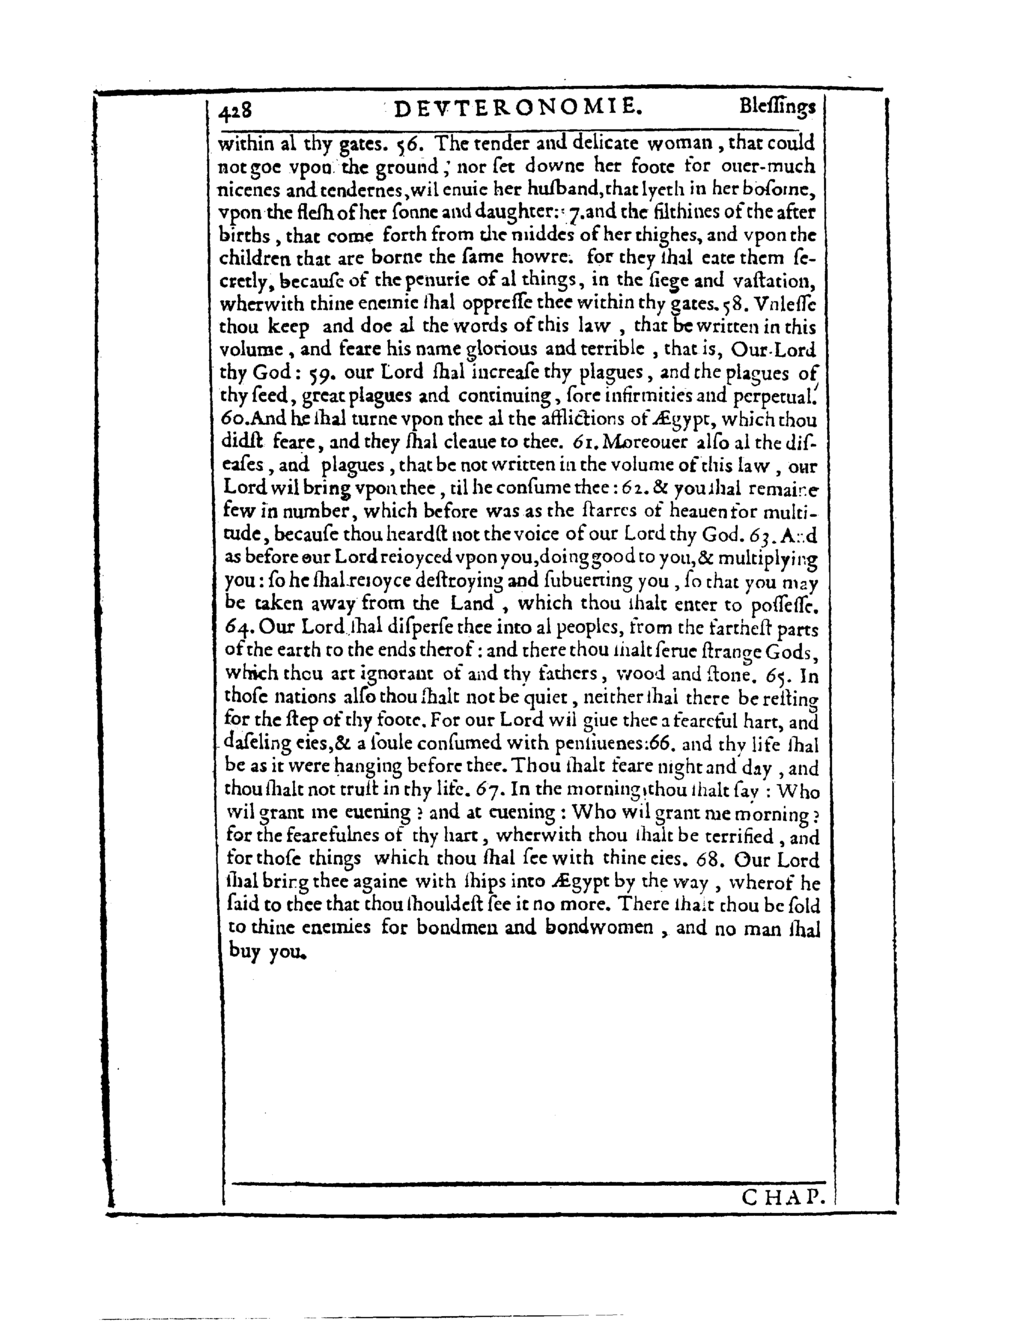 428 DEVTERONOMIE. Bleſſings
within al thy gates. 56. The tender and delicate woman , that could
not goe vpon the ground , nor ſet downe her foote for ouer-much
nicenes and tendernes,wil enuie her huſband,that lyeth in her boſome,
vpon the fleſh of her ſonne and daughter: 57.and the filthines of the after
births , that come forth from the middes of her thighes, and vpon the
children that are borne the ſame howre. for they ſhal eate them ſe-
cretly, becauſe of the penurie of al things, in the ſiege and vaſtation,
wherwith thine enemie ſhal oppreſſe thee within thy gates. 58. Vnleſſe
thou keep and doe al the words of this law , that be written in this
volume , and feare his name glorious and terrible , that is, Our Lord
thy God : 59. our Lord ſhal increaſe thy plagues , and the plagues of
thy ſeed, great plagues and continuing , ſore infirmities and perpetual.
60.And he ſhal turne vpon thee al the afflictions of Ægypt, which thou
didſt feare, and they ſhal cleaue to thee. 61. Moreouer alſo al the diſ-
eaſes , and plagues , that be not written in the volume of this law , our
Lord wil bring vpon thee , til he conſume thee : 62. & you ſhal remaine
few in number, which before was as the ſtarres of heauen for multi-
tude, becauſe thou heardſt not the voice of our Lord thy God. 63. And
as before our Lord reioyced vpon you,doing good to you,& multiplying
you : ſo he ſhal reioyce deſtroying and ſubuerting you , ſo that you may
be taken away from the Land , which thou ſhalt enter to poſſeſſe.
64. Our Lord ſhal diſperſe thee into al peoples, from the fartheſt parts
of the earth to the ends therof : and there thou ſhalt ſerue ſtrange Gods,
which thou art ignorant of and thy fathers, wood and ſtone. 65. In
thoſe nations alſo thou ſhalt not be quiet , neither ſhal there be reſting
for the ſtep of thy foote. For our Lord wil giue thee a feareful hart, and
daſeling eies,& a ſoule conſumed with penſiuenes:66. and thy life ſhal
be as it were hanging before thee. Thou ſhalt feare night and day , and
thou ſhalt not truſt in thy life. 67. In the morning thou ſhalt ſay : Who
wil grant me euening ? and at euening : Who wil grant me morning ?
for the fearefulnes of thy hart , wherwith thou ſhalt be terrified , and
for thoſe things which thou ſhal ſee with thine eies. 68. Our Lord
ſhal bring thee againe with ſhips into Ægypt by the way , wherof he
ſaid to thee that thou ſhouldeſt ſee it no more. There ſhalt thou be ſold
to thine enemies for bondmen and bondwomen , and no man ſhal
buy you.
CHAP.